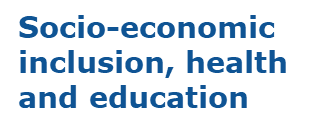 Socio-economic
inclusion, health
and education